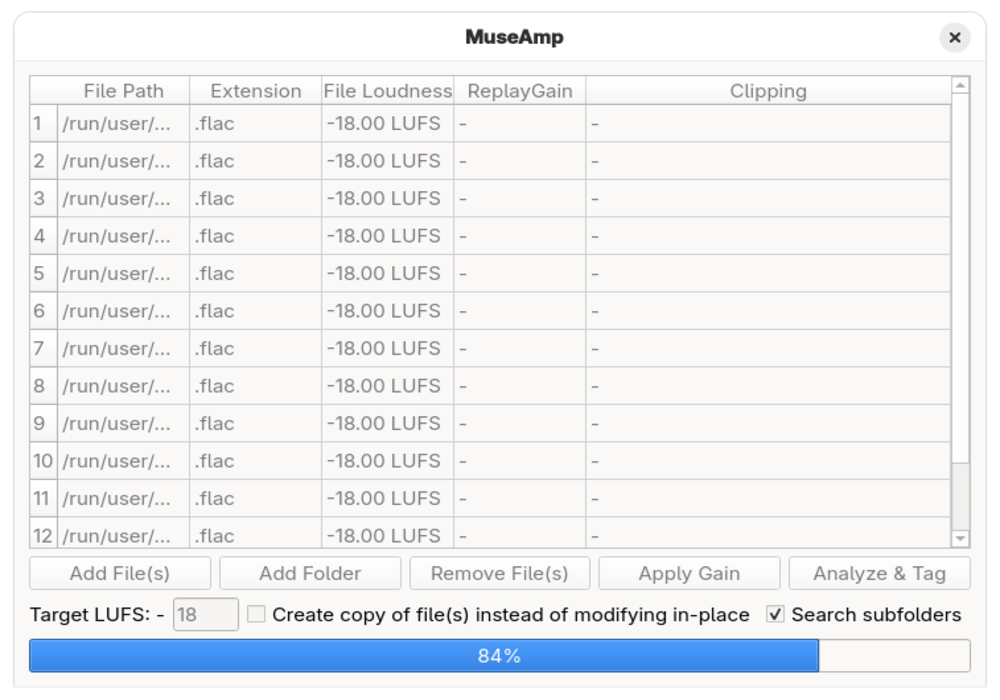 MuseAmp
File Path Extension File Loudness ReplayGain Clipping
1 /run/user/... .flac -18.00 LUFS - -
2 /run/user/... .flac -18.00 LUFS - -
3 /run/user/... .flac -18.00 LUFS - -
4 /run/user/... .flac -18.00 LUFS - -
5 /run/user/... .flac -18.00 LUFS - -
6 /run/user/... .flac -18.00 LUFS - -
7 /run/user/... .flac -18.00 LUFS - -
8 /run/user/... .flac -18.00 LUFS - -
9 /run/user/... .flac -18.00 LUFS - -
10 /run/user/... .flac -18.00 LUFS - -
11 /run/user/... .flac -18.00 LUFS - -
12 /run/user/... .flac -18.00 LUFS - -
Add File(s) Add Folder Remove File(s) Apply Gain Analyze & Tag
Target LUFS: - 18 Create copy of file(s) instead of modifying in-place Search subfolders
84%